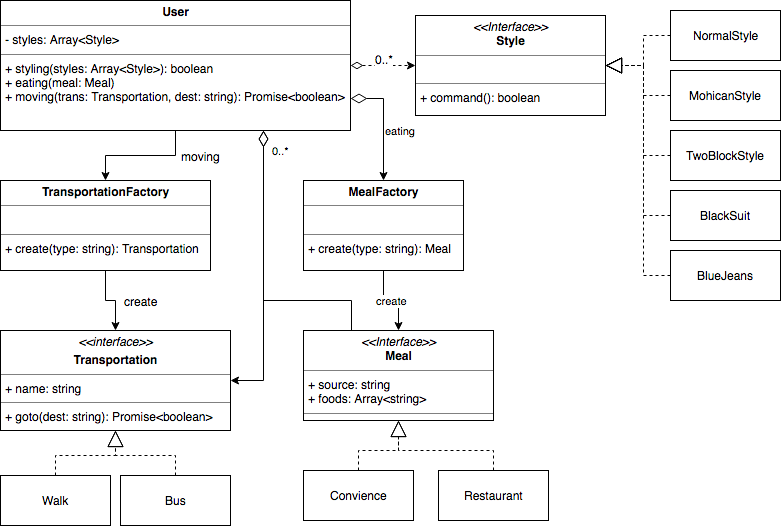 User
- styles: Array<Style>
+ styling(styles: Array<Style>): boolean
+ eating(meal: Meal)
+ moving(trans: Transportation, dest: string): Promise<boolean>
0..*
<<Interface>>
Style
+ command(): boolean
NormalStyle
MohicanStyle
TwoBlockStyle
BlackSuit
BlueJeans
moving
0..*
eating
TransportationFactory
+ create(type: string): Transportation
MealFactory
+ create(type: string): Meal
create
create
<<interface>>
Transportation
+ name: string
+ goto(dest: string): Promise<boolean>
<<Interface>>
Meal
+ source: string
+ foods: Array<string>
Walk
Bus
Convience
Restaurant